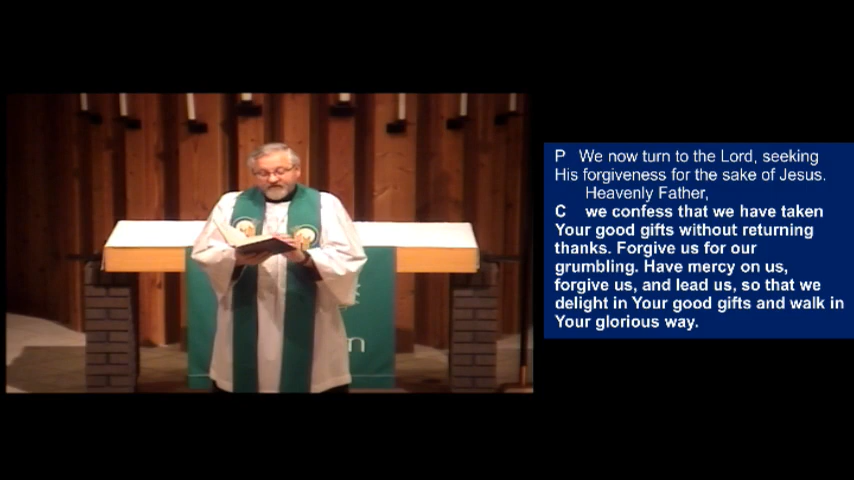 P We now turn to the Lord, seeking
His forgiveness for the sake of Jesus.
Heavenly Father,
C we confess that we have taken
Your good gifts without returning
thanks. Forgive us for our
grumbling. Have mercy on us,
forgive us, and lead us, so that we
delight in Your good gifts and walk in
Your glorious way.